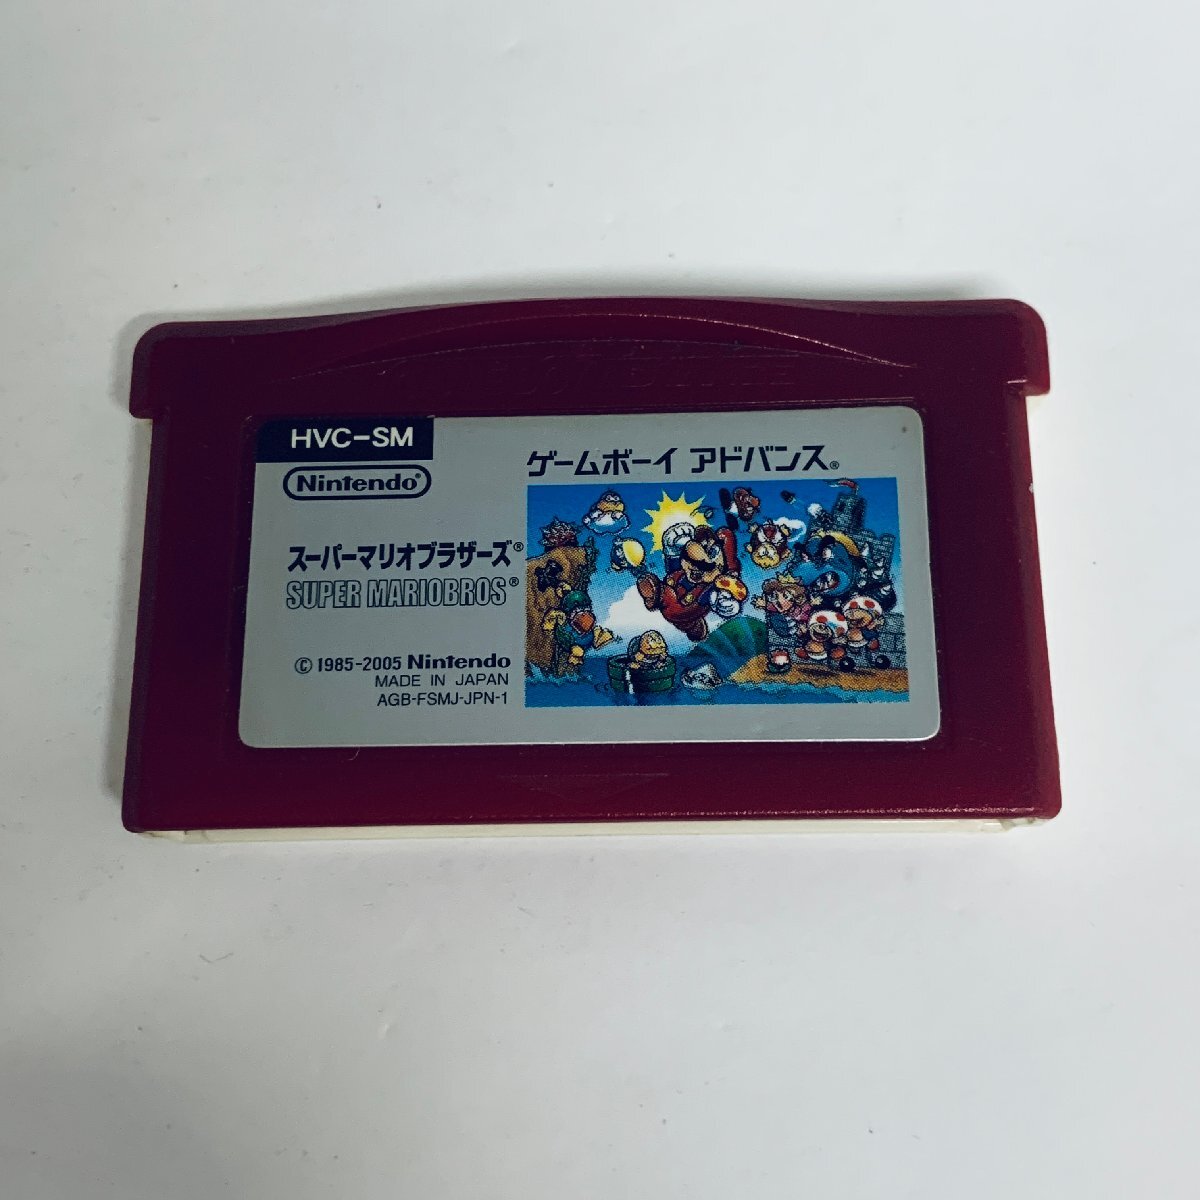 HVC-SM
Nintendo®
ゲームボーイ アドバンス®
スーパーマリオブラザーズ®
SUPER MARIOBROS®
© 1985-2005 Nintendo
MADE IN JAPAN
AGB-FSMJ-JPN-1